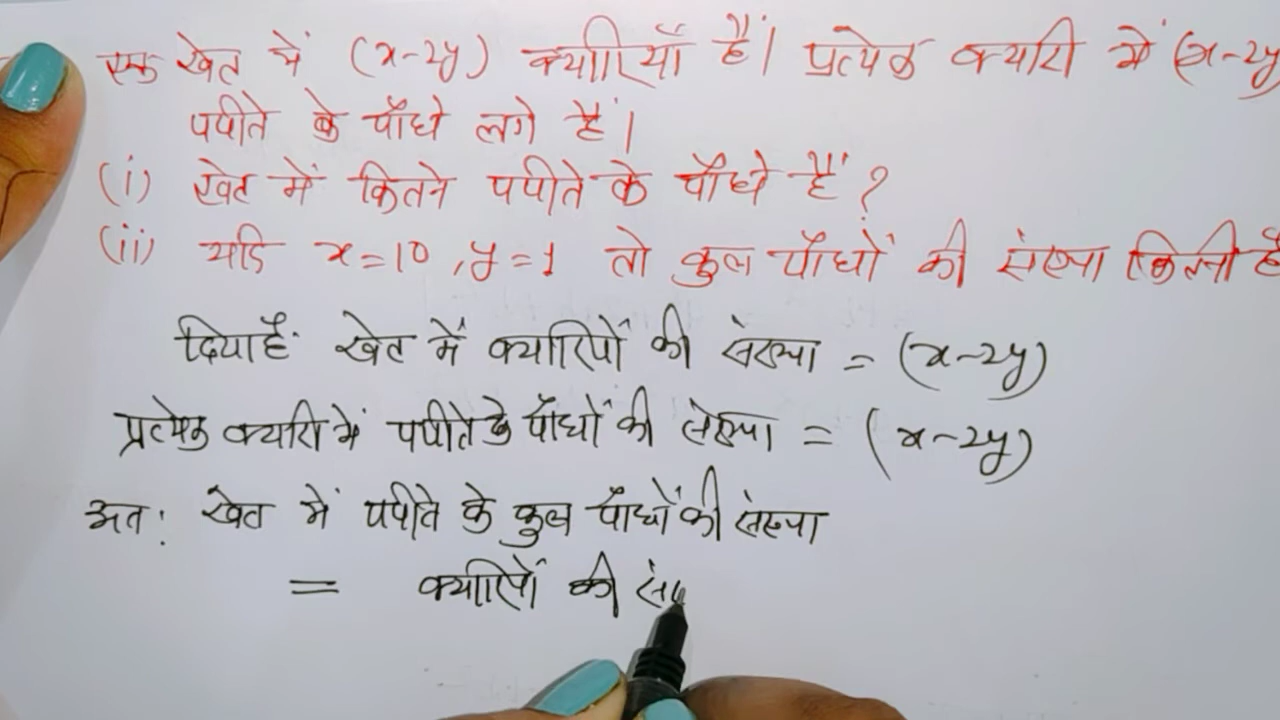 एक खेत में (x-2y) क्यारियाँ हैं। प्रत्येक क्यारी में (x-2y
पपीते के पौधे लगे हैं।
(i) खेत में कितने पपीते के पौधे हैं ?
(ii) यदि x=10 , y=1 तो कुल पौधों की संख्या कितनी है
दिया है खेत में क्यारियों की संख्या = (x-2y)
प्रत्येक क्यारी में पपीते के पौधों की संख्या = (x-2y)
अतः खेत में पपीते के कुल पौधों की संख्या
= क्यारियों की सं